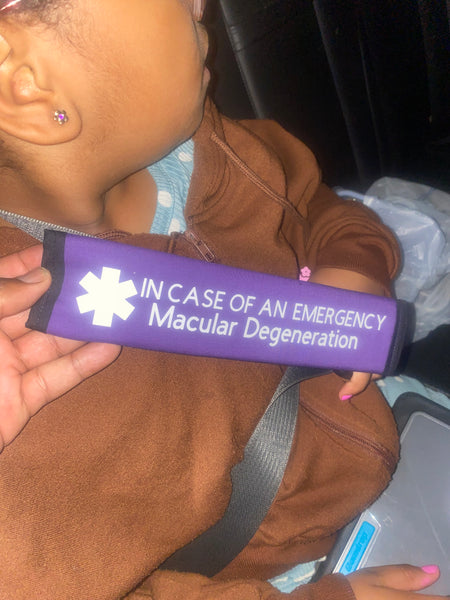 IN CASE OF AN EMERGENCY
Macular Degeneration